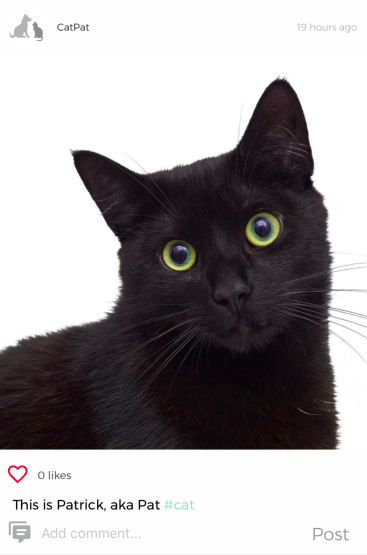 CatPat
19 hours ago
0 likes
This is Patrick, aka Pat #cat
Add comment...
Post